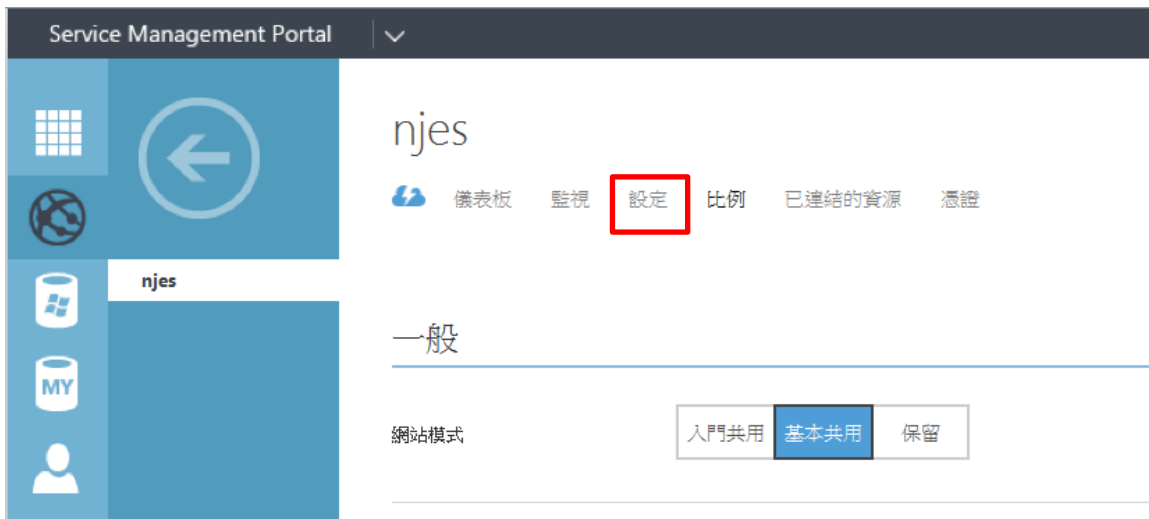 Service Management Portal
njes
儀表板 監視 設定 比例 已連結的資源 憑證
njes
一般
MY
網站模式 入門共用 基本共用 保留